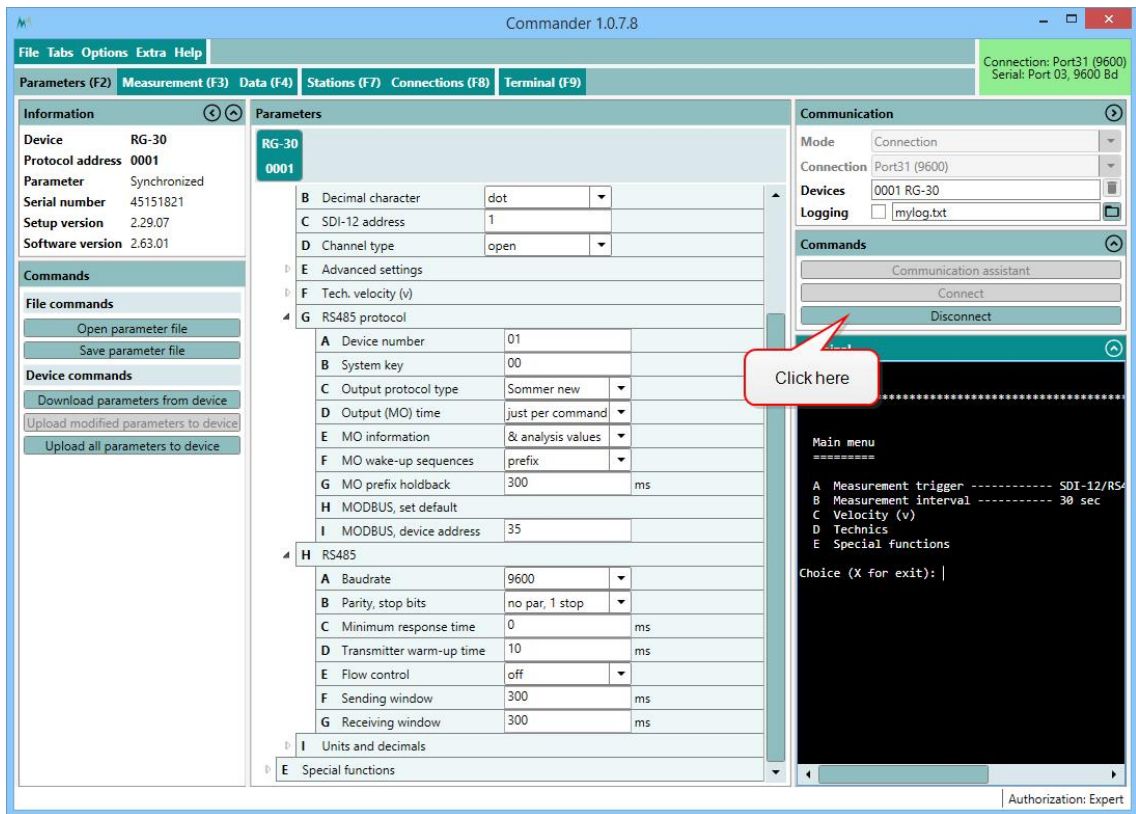 Commander 1.0.7.8
File Tabs Options Extra Help
Connection: Port31 (9600)
Serial: Port 03, 9600 Bd
Parameters (F2) Measurement (F3) Data (F4) Stations (F7) Connections (F8) Terminal (F9)
Information
Device RG-30
Protocol address 0001
Parameter Synchronized
Serial number 45151821
Setup version 2.29.07
Software version 2.63.01
Commands
File commands
Open parameter file
Save parameter file
Device commands
Download parameters from device
Upload modified parameters to device
Upload all parameters to device
Parameters
RG-30
0001
B Decimal character dot
C SDI-12 address 1
D Channel type open
E Advanced settings
F Tech. velocity (v)
G RS485 protocol
A Device number 01
B System key 00
C Output protocol type Sommer new
D Output (MO) time just per command
E MO information & analysis values
F MO wake-up sequences prefix
G MO prefix holdback 300 ms
H MODBUS, set default
I MODBUS, device address 35
H RS485
A Baudrate 9600
B Parity, stop bits no par, 1 stop
C Minimum response time 0 ms
D Transmitter warm-up time 10 ms
E Flow control off
F Sending window 300 ms
G Receiving window 300 ms
I Units and decimals
E Special functions
Communication
Mode Connection
Connection Port31 (9600)
Devices 0001 RG-30
Logging mylog.txt
Commands
Communication assistant
Connect
Disconnect
Click here
Main menu
=========
A Measurement trigger ------------ SDI-12/RS4
B Measurement interval ----------- 30 sec
C Velocity (v)
D Technics
E Special functions
Choice (X for exit): |
Authorization: Expert